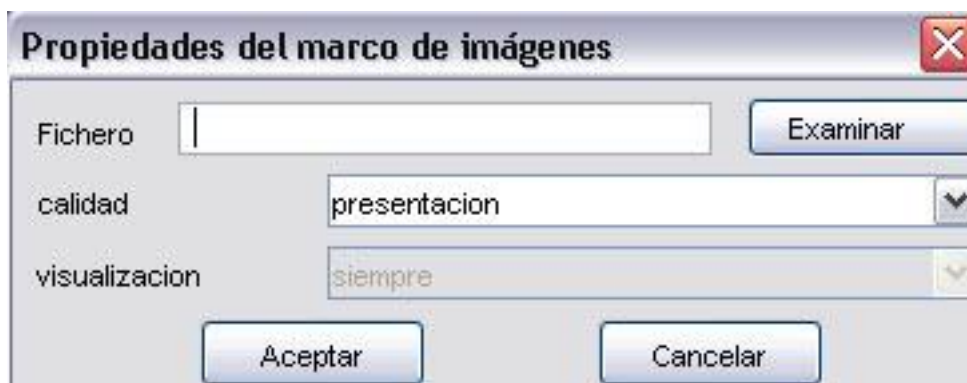 Propiedades del marco de imágenes
Fichero Examinar
calidad presentacion
visualizacion siempre
Aceptar Cancelar